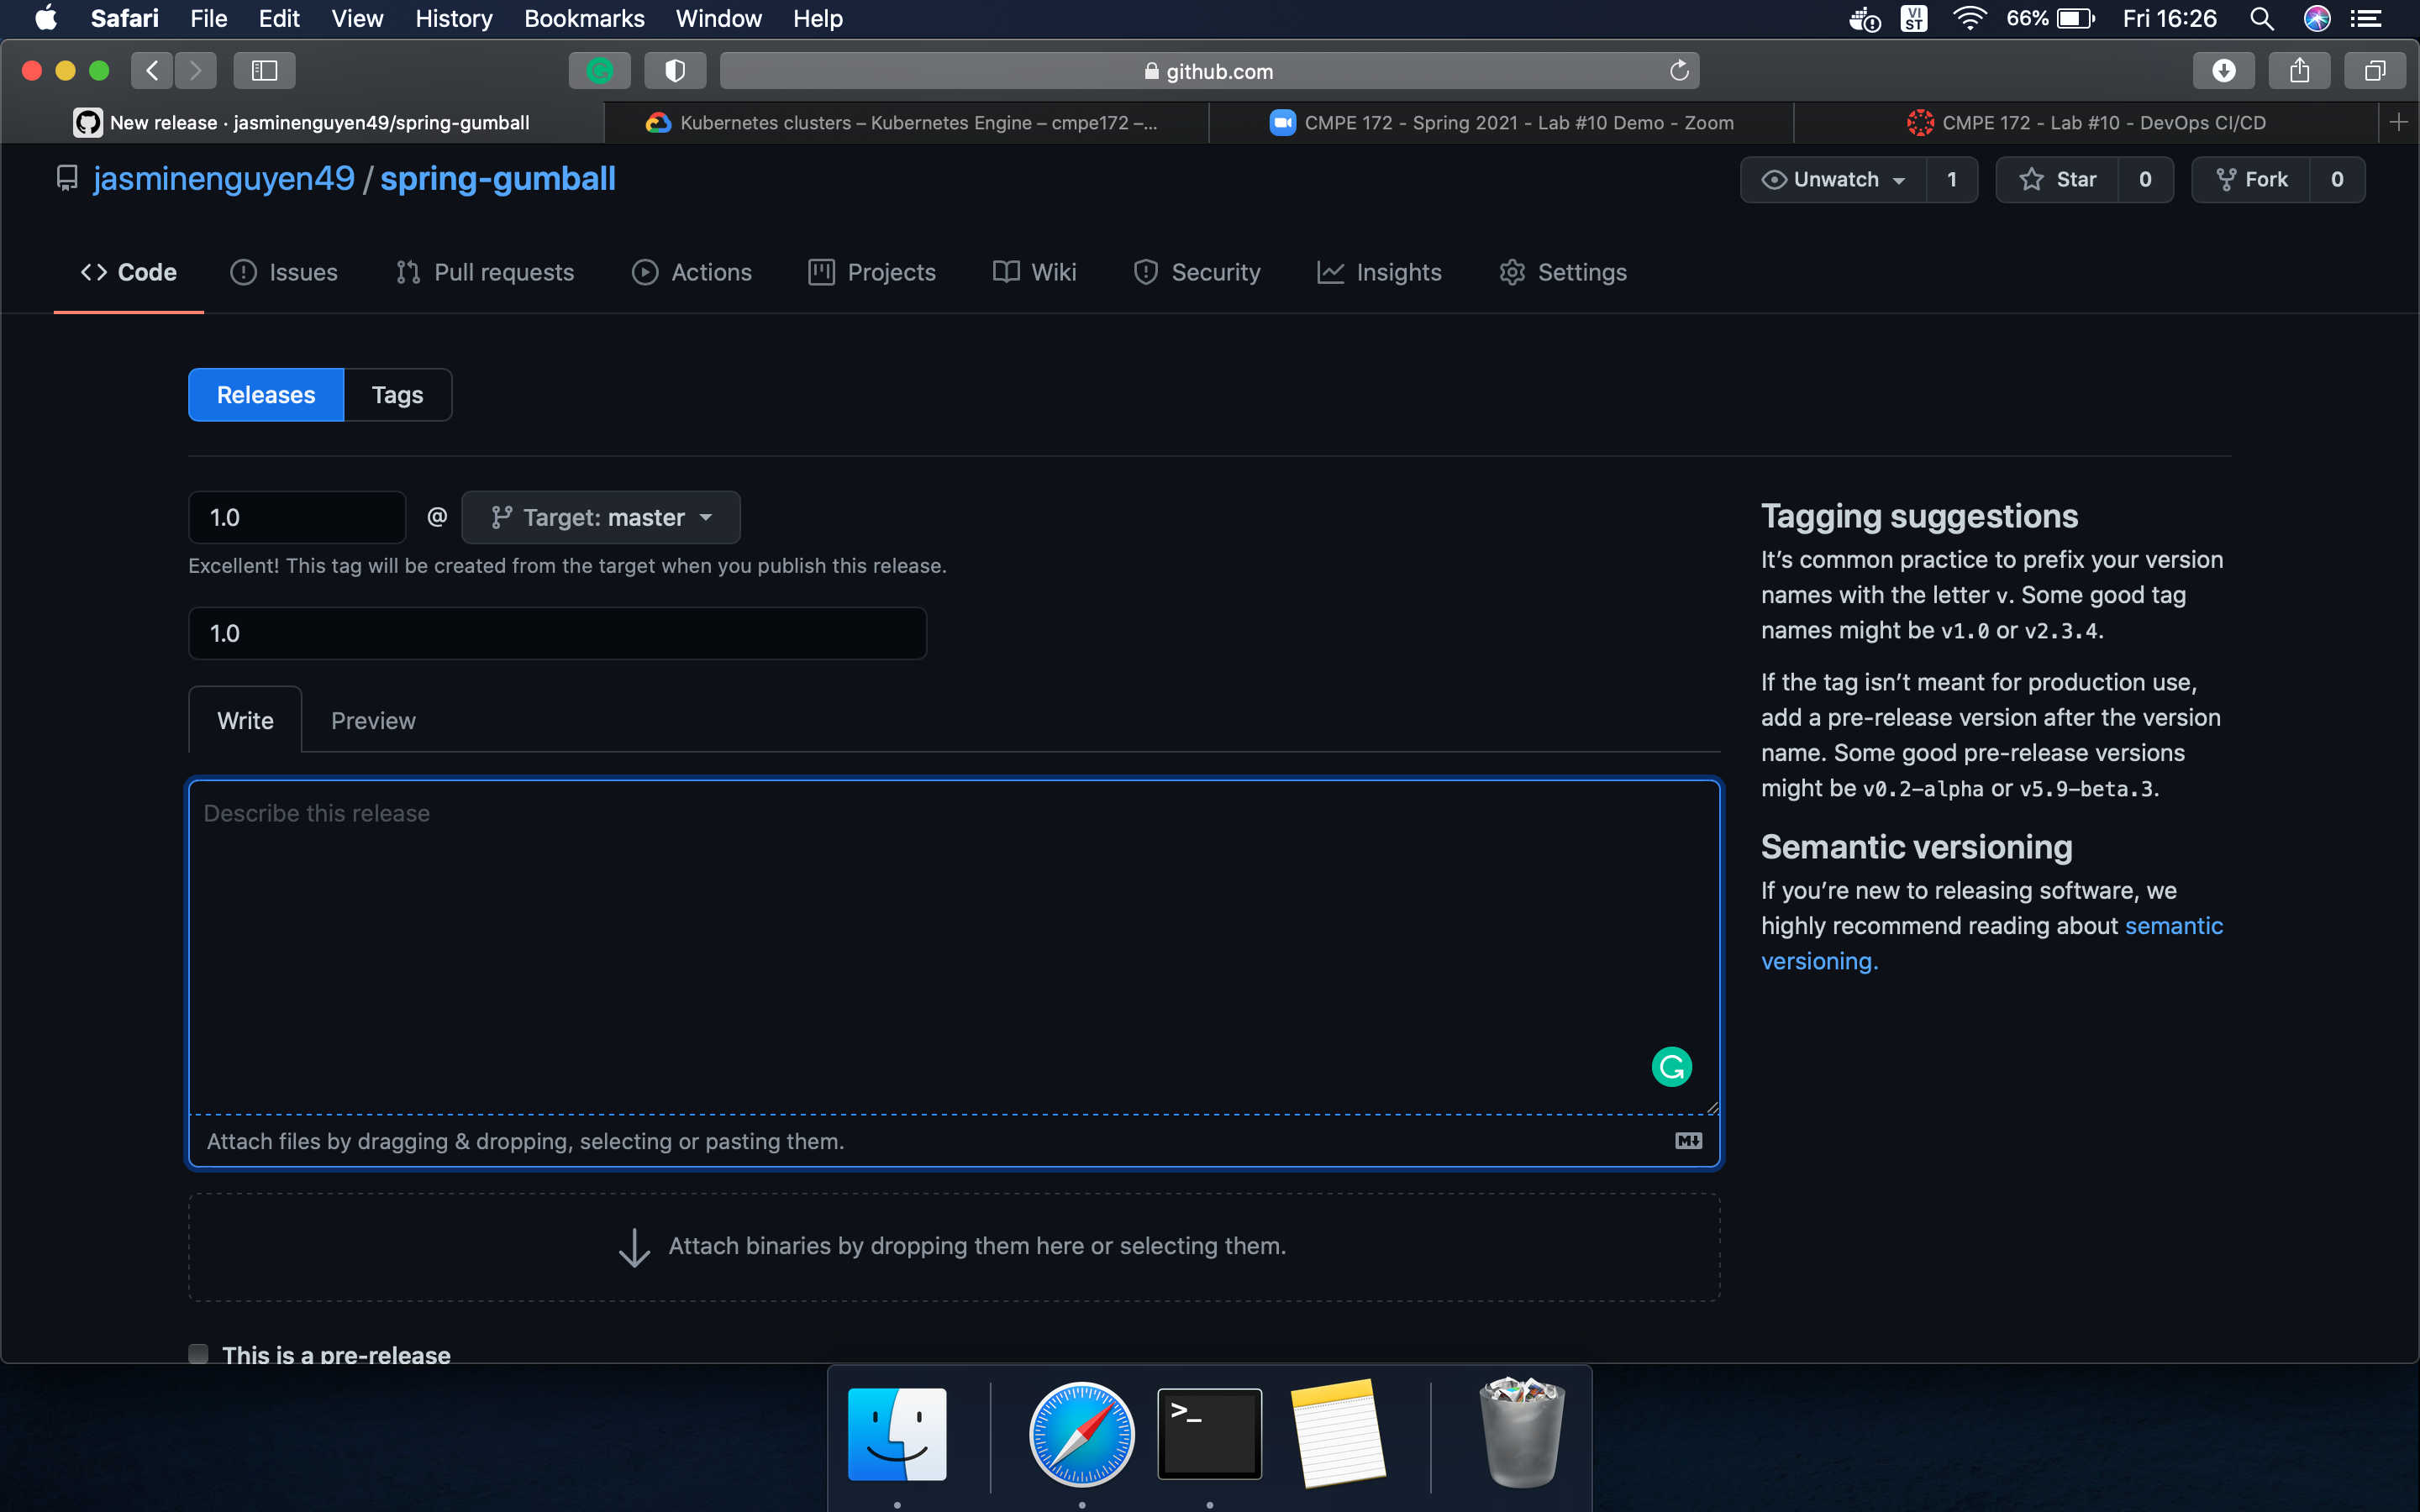 Safari File Edit View History Bookmarks Window Help VI ST 66% Fri 16:26
github.com
New release · jasminenguyen49/spring-gumball Kubernetes clusters – Kubernetes Engine – cmpe172 –... CMPE 172 - Spring 2021 - Lab #10 Demo - Zoom CMPE 172 - Lab #10 - DevOps CI/CD
jasminenguyen49 / spring-gumball Unwatch 1 Star 0 Fork 0
Code Issues Pull requests Actions Projects Wiki Security Insights Settings
Releases Tags
1.0 @ Target: master
Excellent! This tag will be created from the target when you publish this release.
1.0
Write Preview
Describe this release
Attach files by dragging & dropping, selecting or pasting them.
Attach binaries by dropping them here or selecting them.
This is a pre-release
Tagging suggestions
It’s common practice to prefix your version
names with the letter v. Some good tag
names might be v1.0 or v2.3.4.
If the tag isn’t meant for production use,
add a pre-release version after the version
name. Some good pre-release versions
might be v0.2-alpha or v5.9-beta.3.
Semantic versioning
If you’re new to releasing software, we
highly recommend reading about semantic
versioning.
>_